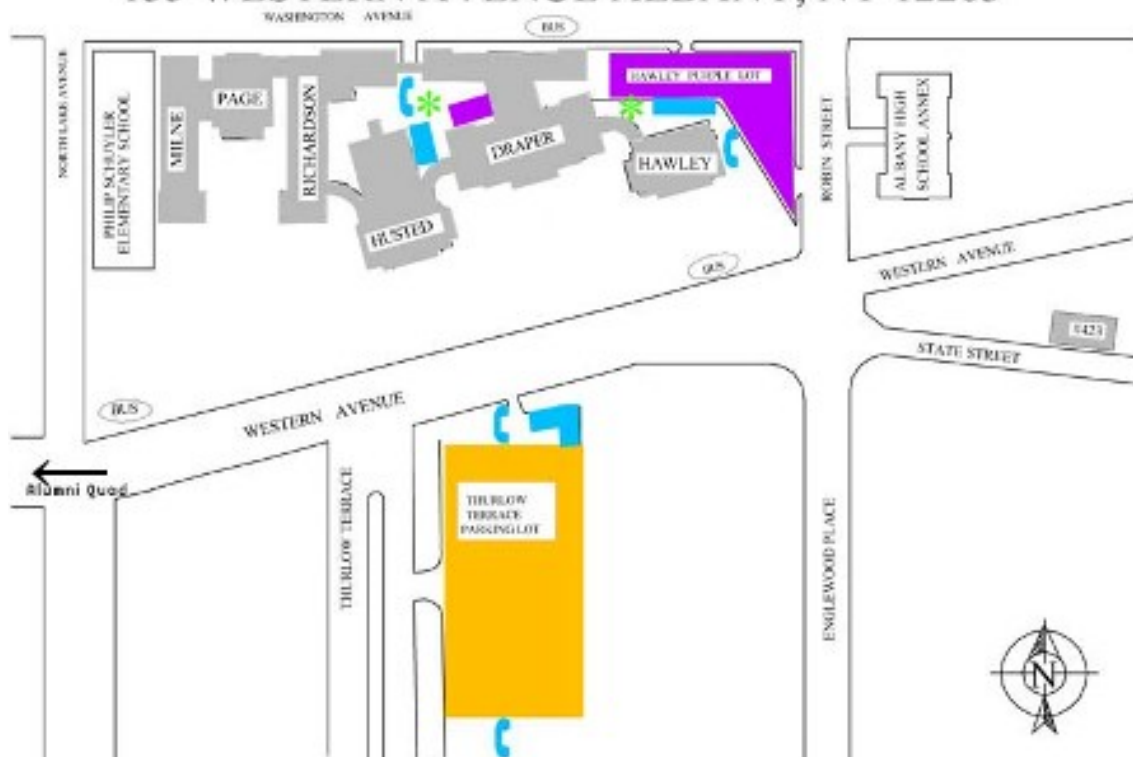 WASHINGTON AVENUE
BUS
NORTH LAKE AVENUE
PHILIP SCHUYLER
ELEMENTARY SCHOOL
MILNE
PAGE
RICHARDSON
HUSTED
DRAPER
HAWLEY
HAWLEY PURPLE LOT
ROBIN STREET
ALBANY HIGH
SCHOOL ANNEX
WESTERN AVENUE
BUS
#423
STATE STREET
BUS
WESTERN AVENUE
Alumni Quad
THURLOW TERRACE
THURLOW
TERRACE
PARKING LOT
ENGLEWOOD PLACE
N